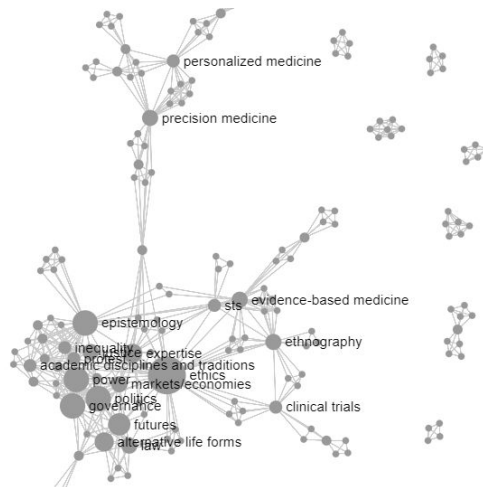 personalized medicine
precision medicine
evidence-based medicine
sts
epistemology
ethnography
inequality
justice expertise
protest
academic disciplines and traditions
ethics
power
markets/economies
politics
governance
clinical trials
futures
alternative life forms
law